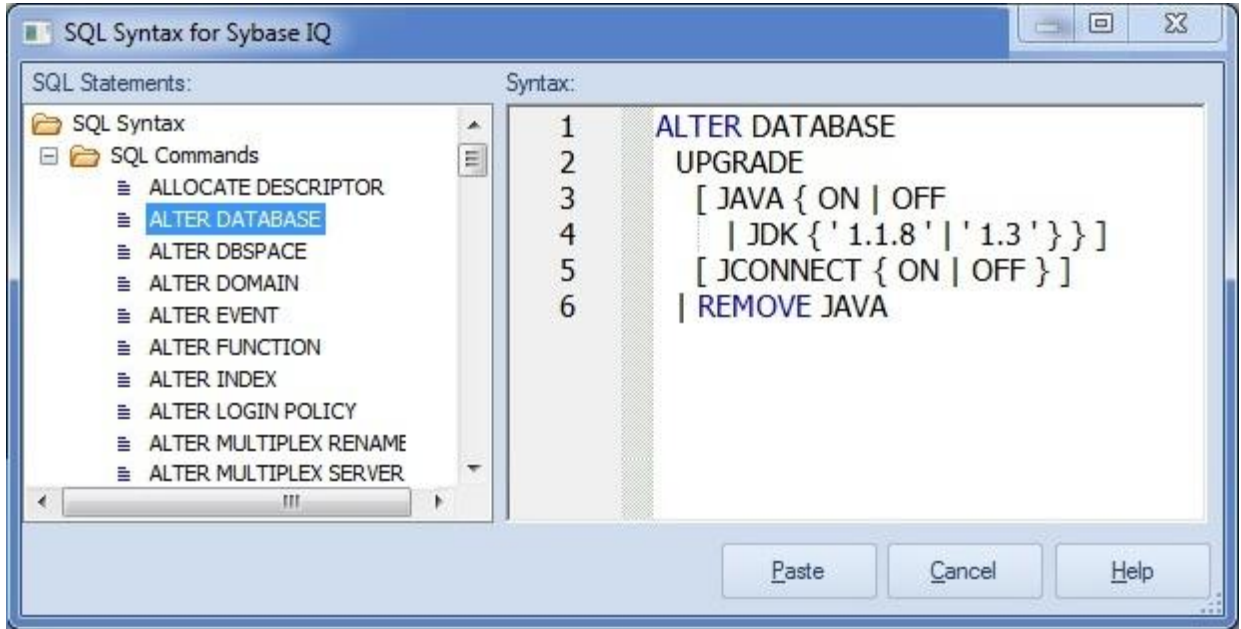 SQL Syntax for Sybase IQ
SQL Statements:
SQL Syntax
SQL Commands
ALLOCATE DESCRIPTOR
ALTER DATABASE
ALTER DBSPACE
ALTER DOMAIN
ALTER EVENT
ALTER FUNCTION
ALTER INDEX
ALTER LOGIN POLICY
ALTER MULTIPLEX RENAME
ALTER MULTIPLEX SERVER
Syntax:
1 ALTER DATABASE
2 UPGRADE
3 [ JAVA { ON | OFF
4 | JDK { ' 1.1.8 ' | ' 1.3 ' } } ]
5 [ JCONNECT { ON | OFF } ]
6 | REMOVE JAVA
Paste Cancel Help